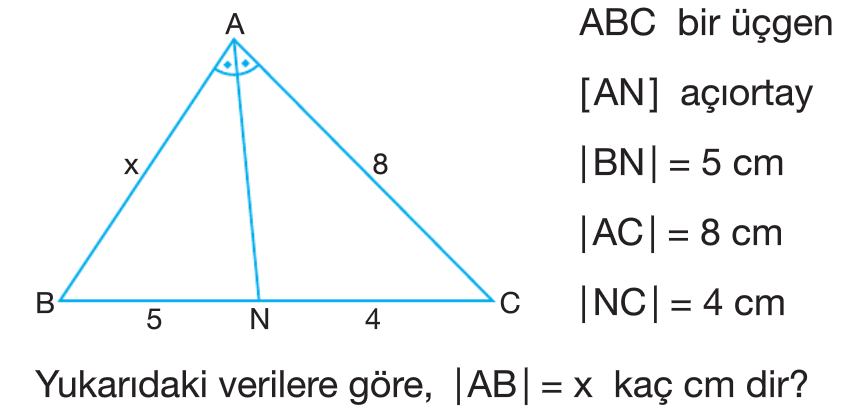 A
ABC bir üçgen
[AN] açıortay
x
8
|BN| = 5 cm
|AC| = 8 cm
B
C
|NC| = 4 cm
5
N
4
Yukarıdaki verilere göre, |AB| = x kaç cm dir?